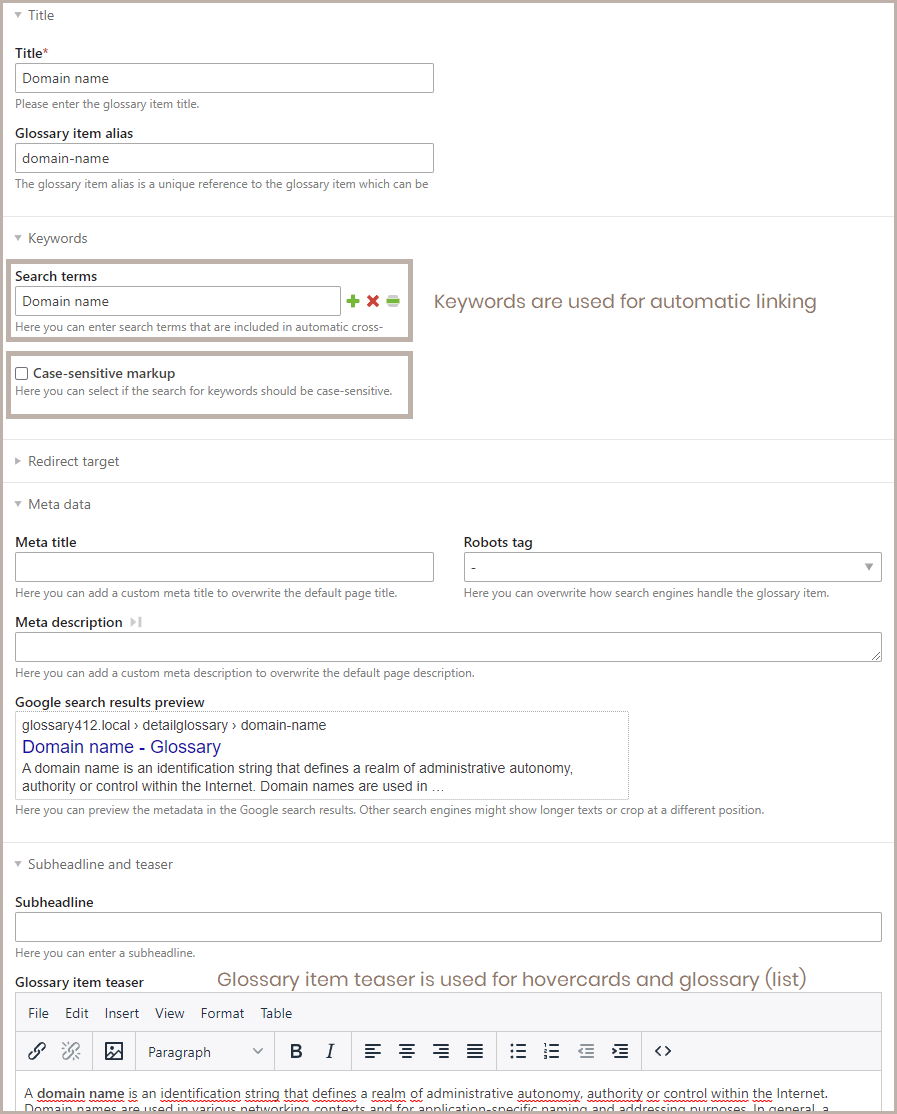 Title
Title*
Domain name
Please enter the glossary item title.
Glossary item alias
domain-name
The glossary item alias is a unique reference to the glossary item which can be
Keywords
Search terms
Domain name
Here you can enter search terms that are included in automatic cross-
Keywords are used for automatic linking
Case-sensitive markup
Here you can select if the search for keywords should be case-sensitive.
Redirect target
Meta data
Meta title
Robots tag
-
Here you can add a custom meta title to overwrite the default page title.
Here you can overwrite how search engines handle the glossary item.
Meta description
Here you can add a custom meta description to overwrite the default page description.
Google search results preview
glossary412.local › detailglossary › domain-name
Domain name - Glossary
A domain name is an identification string that defines a realm of administrative autonomy,
authority or control within the Internet. Domain names are used in …
Here you can preview the metadata in the Google search results. Other search engines might show longer texts or crop at a different position.
Subheadline and teaser
Subheadline
Here you can enter a subheadline.
Glossary item teaser
Glossary item teaser is used for hovercards and glossary (list)
File Edit Insert View Format Table
Paragraph B I
A domain name is an identification string that defines a realm of administrative autonomy, authority or control within the Internet.
Domain names are used in various networking contexts and for application-specific naming and addressing purposes. In general, a